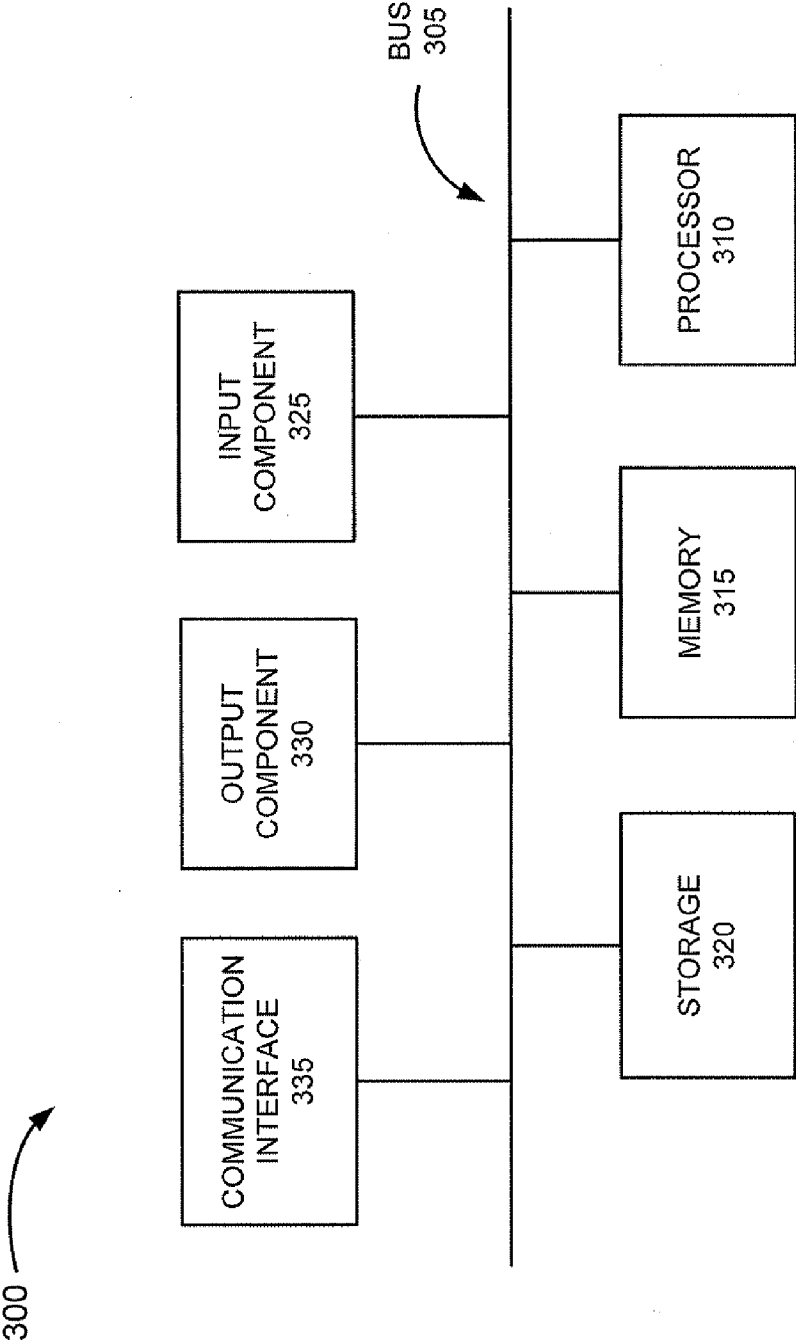 300
COMMUNICATION
INTERFACE
335
OUTPUT
COMPONENT
330
INPUT
COMPONENT
325
BUS
305
STORAGE
320
MEMORY
315
PROCESSOR
310